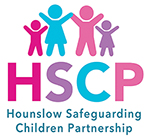 HSCP
Hounslow Safeguarding
Children Partnership